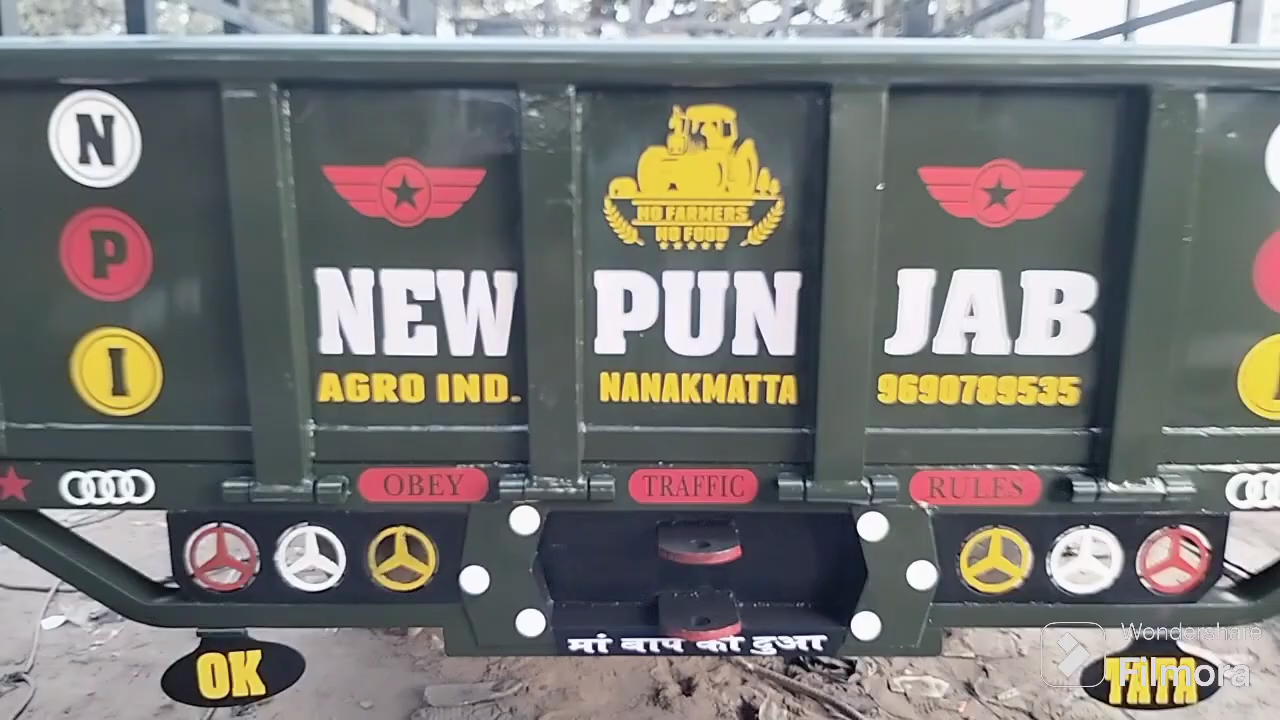 N
P
I
NO FARMERS
NO FOOD
NEW PUN JAB
AGRO IND. NANAKMATTA 9690789535
OBEY TRAFFIC RULES
मां बाप की दुआ
OK TATA
Wondershare
Filmora